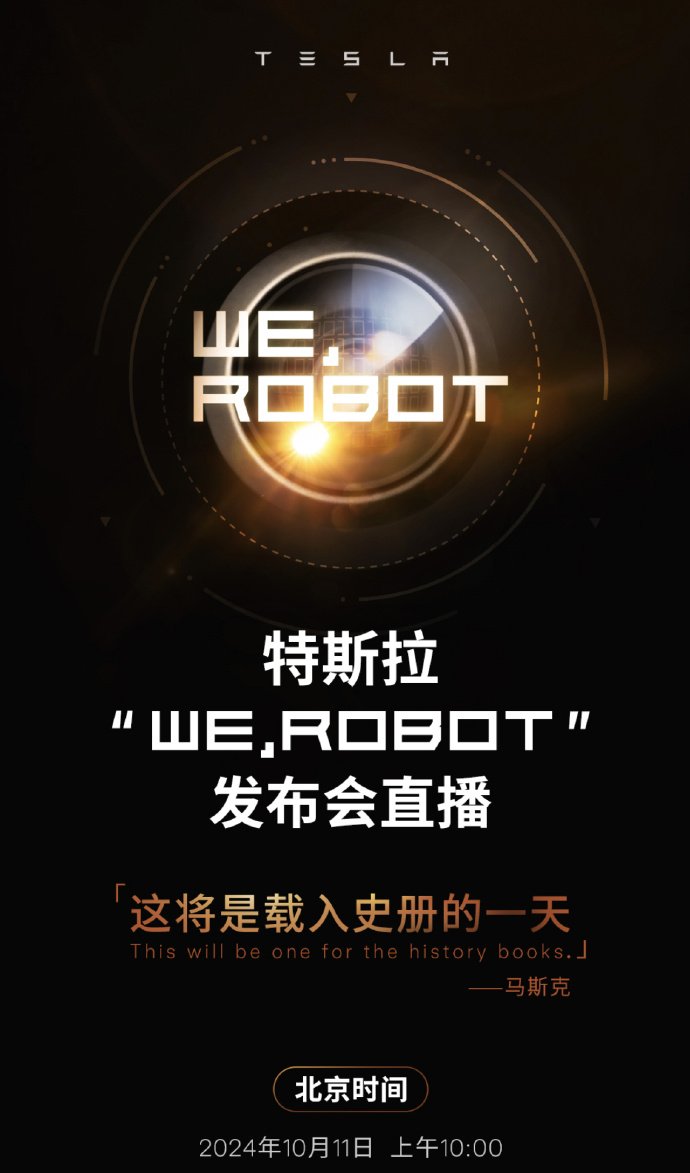 TESLA
WE,
ROBOT
特斯拉
“WE,ROBOT”
发布会直播
「这将是载入史册的一天
This will be one for the history books.」
——马斯克
北京时间
2024年10月11日 上午10:00